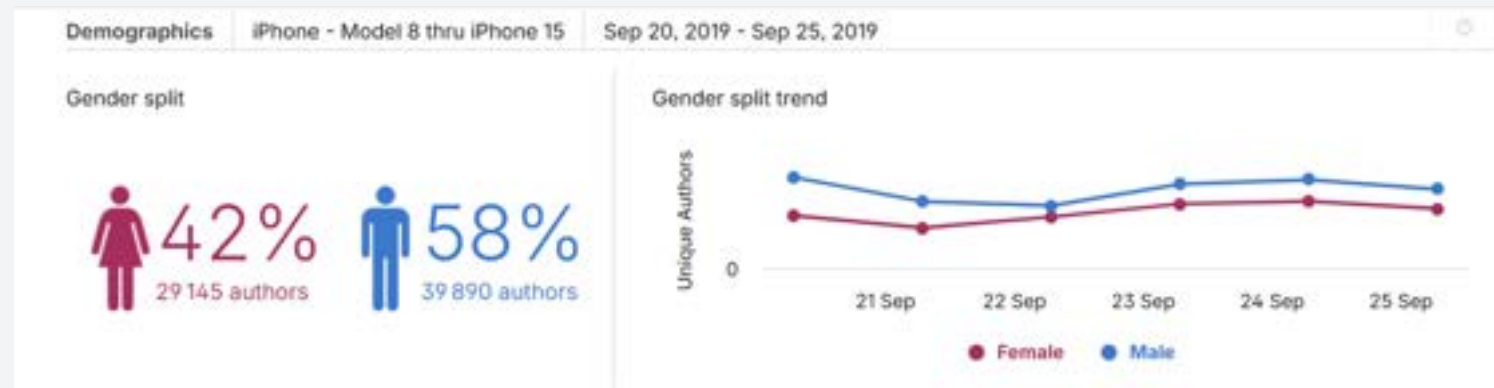 Demographics iPhone - Model 8 thru iPhone 15 Sep 20, 2019 - Sep 25, 2019
Gender split
42%
29 145 authors
58%
39 890 authors
Gender split trend
Unique Authors
0
21 Sep 22 Sep 23 Sep 24 Sep 25 Sep
Female Male